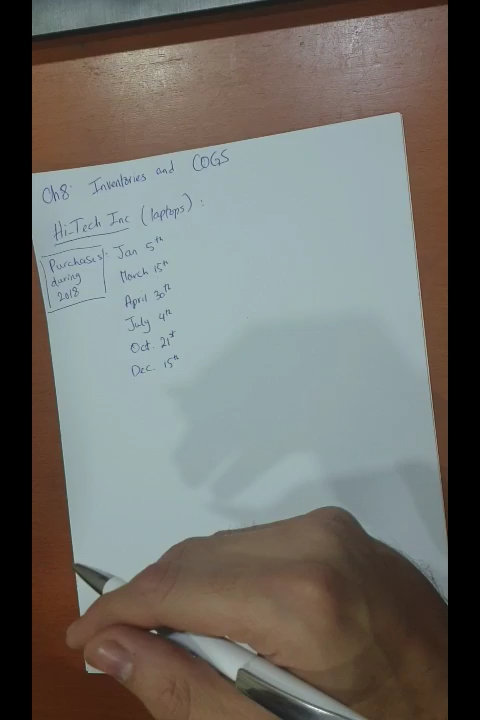 Ch8: Inventories and COGS
Hi-Tech Inc (laptops) :
Purchases : Jan 5th
during
2018
March 15th
April 30th
July 4th
Oct. 21st
Dec. 15th